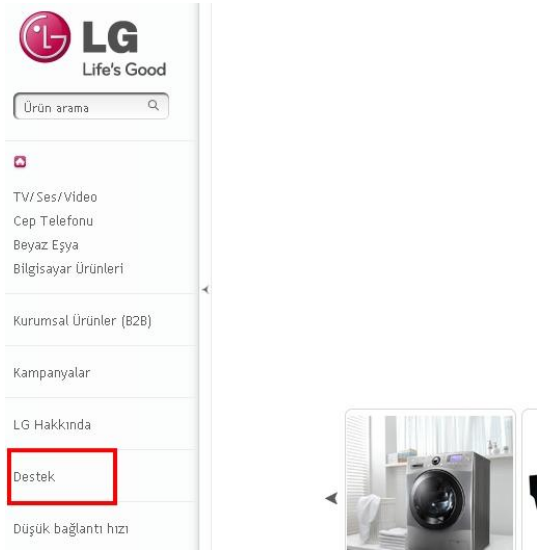 LG
Life's Good
Ürün arama
TV/Ses/Video
Cep Telefonu
Beyaz Eşya
Bilgisayar Ürünleri
Kurumsal Ürünler (B2B)
Kampanyalar
LG Hakkında
Destek
Düşük bağlantı hızı